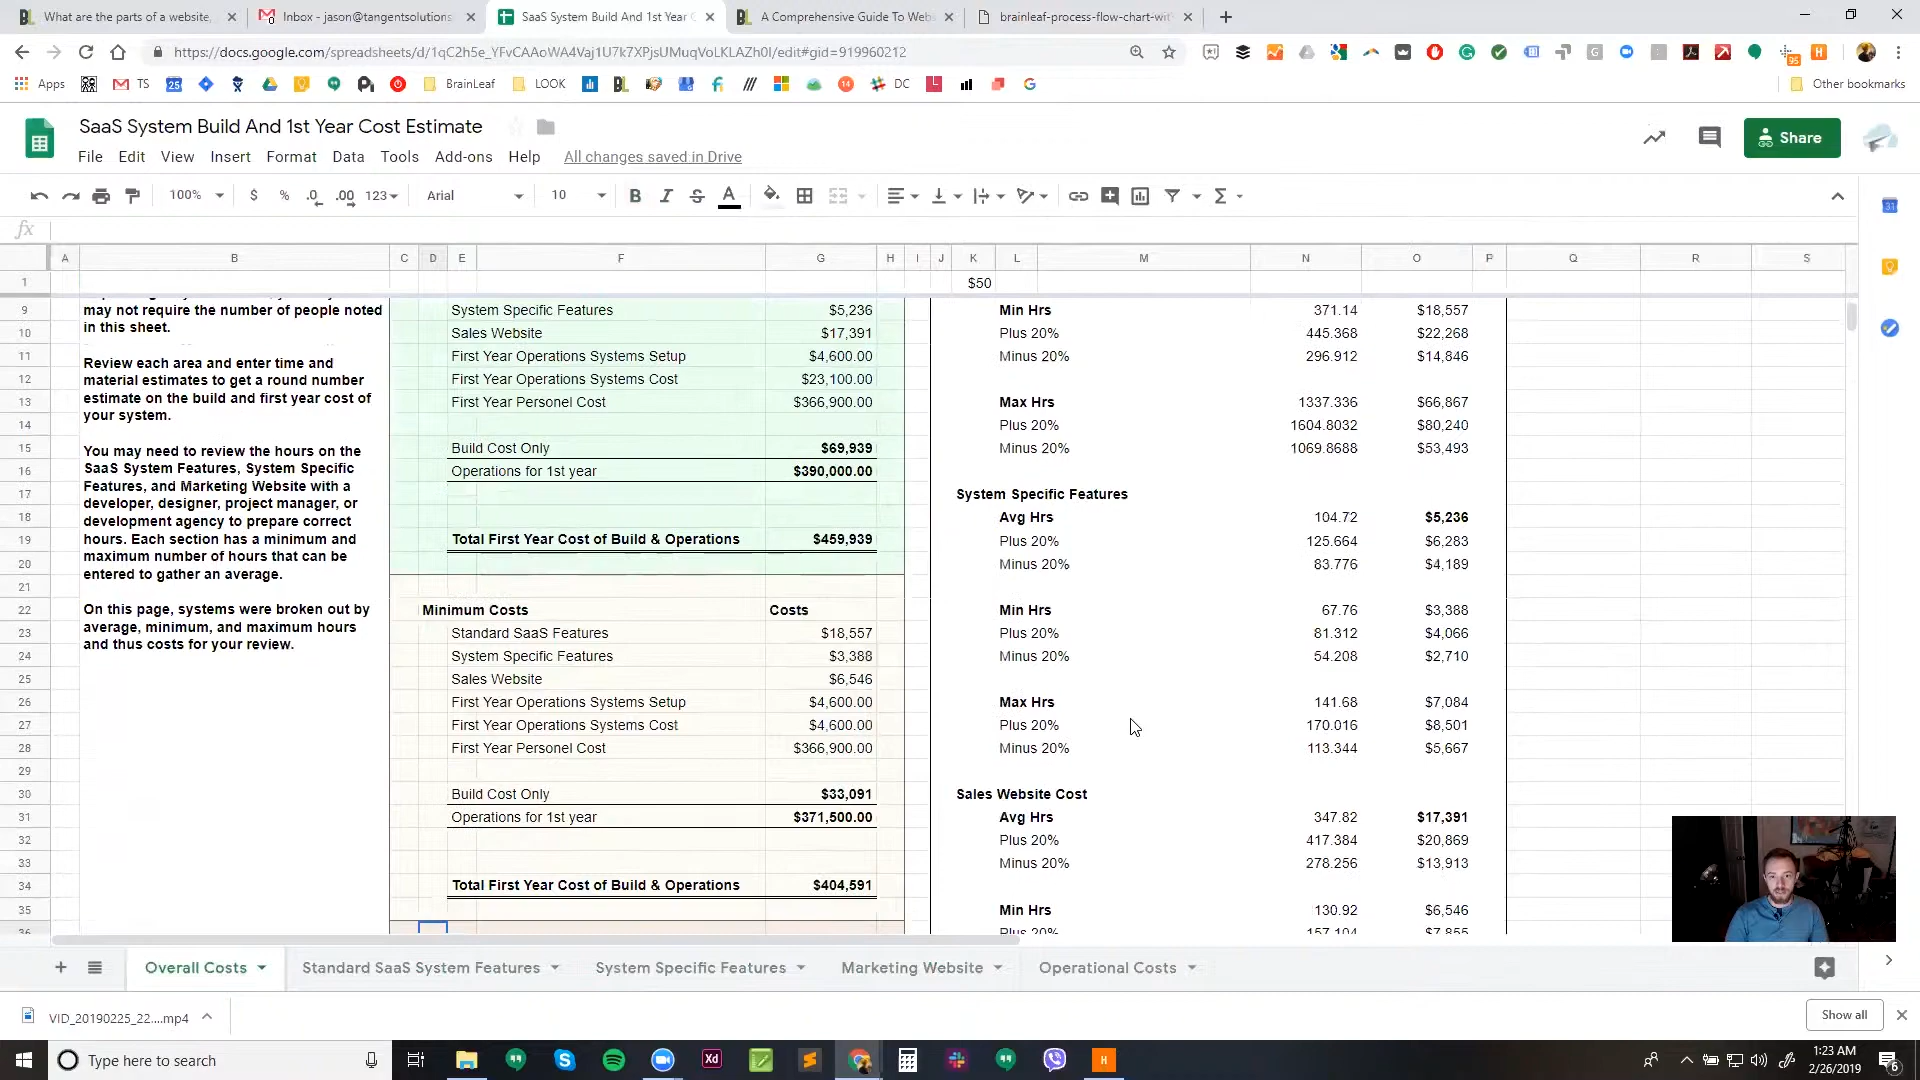 What are the parts of a website,
Inbox - jason@tangentsolutions
SaaS System Build And 1st Year C
A Comprehensive Guide To Webs
brainleaf-process-flow-chart-wit
https://docs.google.com/spreadsheets/d/1qC2h5e_YFvCAAoWA4Vaj1U7k7XPjsUMuqVoLKLAZh0I/edit#gid=919960212
Apps
TS
BrainLeaf
LOOK
DC
Other bookmarks
SaaS System Build And 1st Year Cost Estimate
File Edit View Insert Format Data Tools Add-ons Help All changes saved in Drive
Share
100% $ % .0 .00 123 Arial 10
fx
A B C D E F G H I J K L M N O P Q R S
1 $50
may not require the number of people noted
in this sheet.
Review each area and enter time and
material estimates to get a round number
estimate on the build and first year cost of
your system.
You may need to review the hours on the
SaaS System Features, System Specific
Features, and Marketing Website with a
developer, designer, project manager, or
development agency to prepare correct
hours. Each section has a minimum and
maximum number of hours that can be
entered to gather an average.
On this page, systems were broken out by
average, minimum, and maximum hours
and thus costs for your review.
9 System Specific Features $5,236 Min Hrs 371.14 $18,557
10 Sales Website $17,391 Plus 20% 445.368 $22,268
11 First Year Operations Systems Setup $4,600.00 Minus 20% 296.912 $14,846
12 First Year Operations Systems Cost $23,100.00
13 First Year Personel Cost $366,900.00 Max Hrs 1337.336 $66,867
14 Plus 20% 1604.8032 $80,240
15 Build Cost Only $69,939 Minus 20% 1069.8688 $53,493
16 Operations for 1st year $390,000.00
17 System Specific Features
18 Avg Hrs 104.72 $5,236
19 Total First Year Cost of Build & Operations $459,939 Plus 20% 125.664 $6,283
20 Minus 20% 83.776 $4,189
21
22 Minimum Costs Costs Min Hrs 67.76 $3,388
23 Standard SaaS Features $18,557 Plus 20% 81.312 $4,066
24 System Specific Features $3,388 Minus 20% 54.208 $2,710
25 Sales Website $6,546
26 First Year Operations Systems Setup $4,600.00 Max Hrs 141.68 $7,084
27 First Year Operations Systems Cost $4,600.00 Plus 20% 170.016 $8,501
28 First Year Personel Cost $366,900.00 Minus 20% 113.344 $5,667
29
30 Build Cost Only $33,091 Sales Website Cost
31 Operations for 1st year $371,500.00 Avg Hrs 347.82 $17,391
32 Plus 20% 417.384 $20,869
33 Minus 20% 278.256 $13,913
34 Total First Year Cost of Build & Operations $404,591
35 Min Hrs 130.92 $6,546
36 Plus 20% 157.104 $7,855
Overall Costs
Standard SaaS System Features
System Specific Features
Marketing Website
Operational Costs
VID_20190225_22....mp4
Show all
Type here to search
Xd
H
1:23 AM
2/26/2019
6